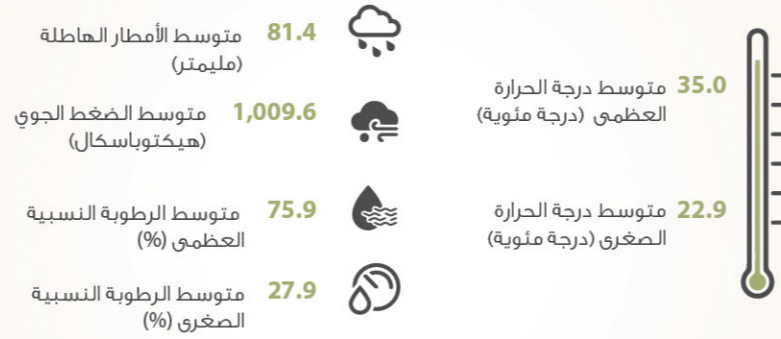 35.0 متوسط درجة الحرارة
العظمى (درجة مئوية)
22.9 متوسط درجة الحرارة
الصغرى (درجة مئوية)
81.4 متوسط الأمطار الهاطلة
(مليمتر)
1,009.6 متوسط الضغط الجوي
(هيكتوباسكال)
75.9 متوسط الرطوبة النسبية
العظمى (%)
27.9 متوسط الرطوبة النسبية
الصغرى (%)